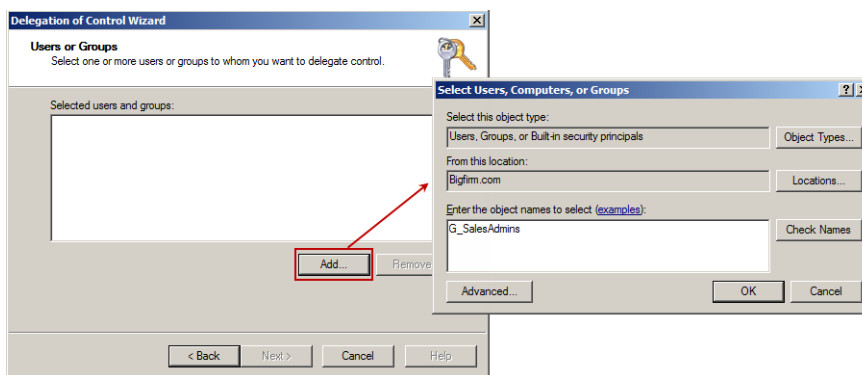 Delegation of Control Wizard
Users or Groups
Select one or more users or groups to whom you want to delegate control.
Selected users and groups:
Add...
Remove
< Back
Next >
Cancel
Help
Select Users, Computers, or Groups
Select this object type:
Users, Groups, or Built-in security principals
Object Types...
From this location:
Bigfirm.com
Locations...
Enter the object names to select (examples):
G_SalesAdmins
Check Names
Advanced...
OK
Cancel